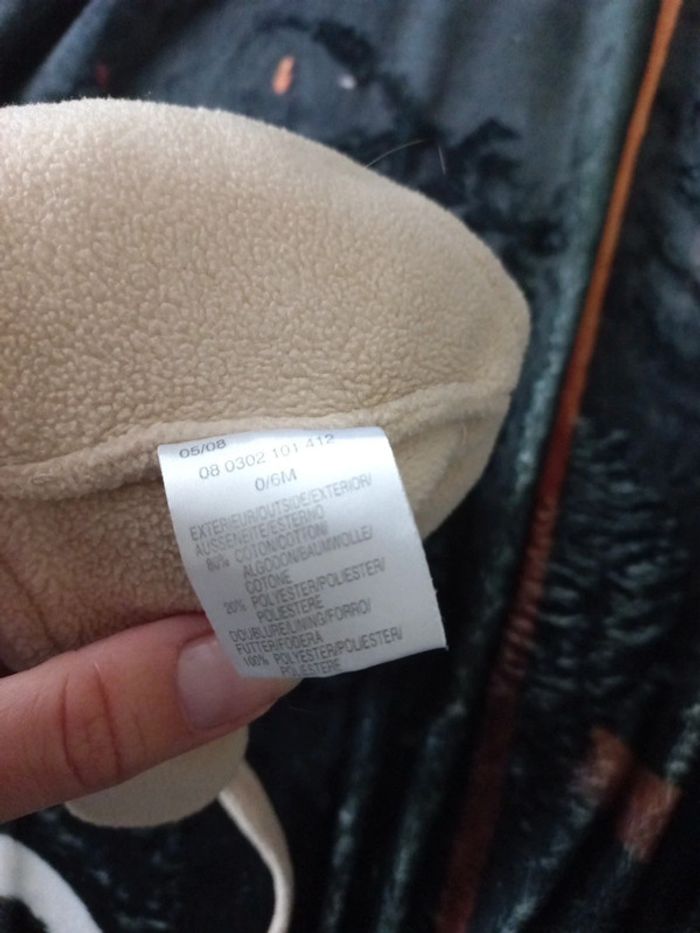 05/08
08 0302 101 412
0/6M
EXTERIEUR/OUTSIDE/EXTERIOR/
AUSSENEITE/ESTERNO
80% COTON/COTTON/
ALGODON/BAUMWOLLE/
COTONE
20% POLYESTER/POLIESTER/
POLIESTERE
DOUBLURE/LINING/FORRO/
FUTTER/FODERA
100% POLYESTER/POLIESTER/
POLIESTERE